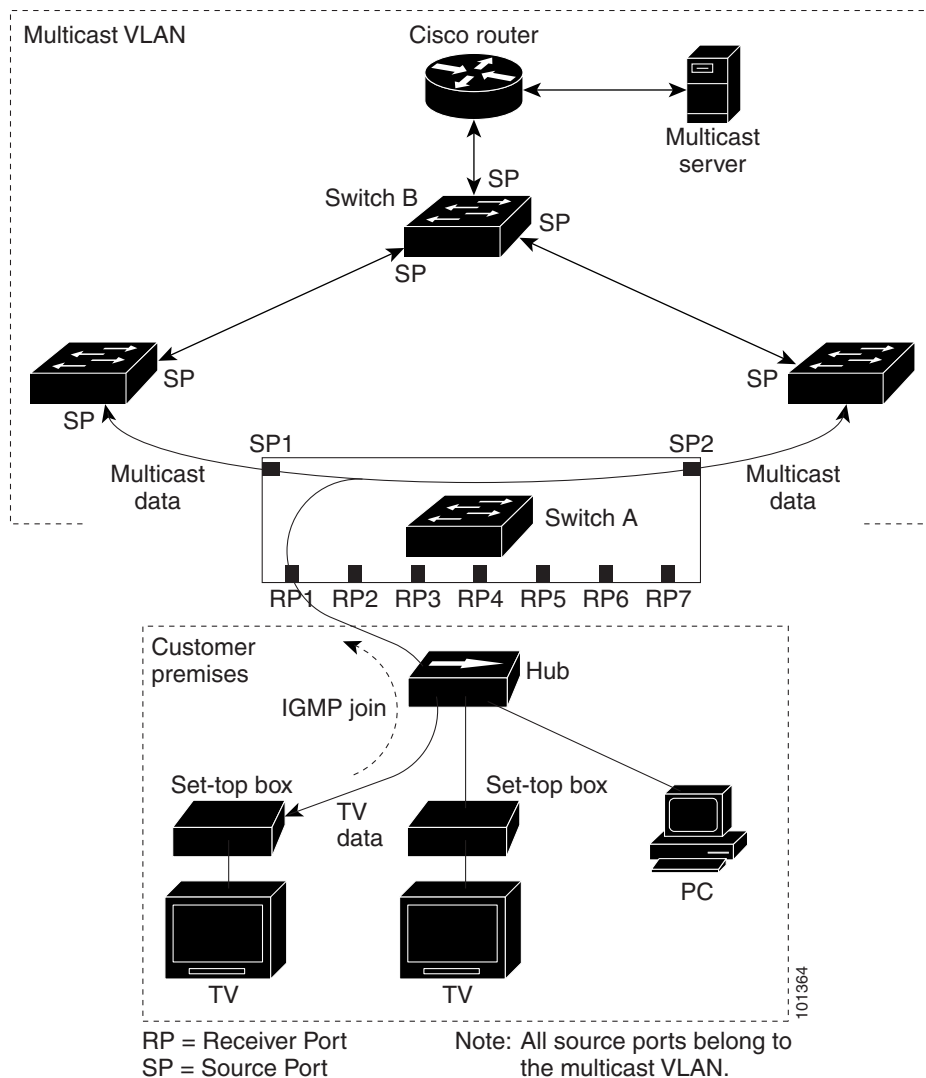 Multicast VLAN
Cisco router
Multicast
server
SP
Switch B
SP
SP
SP
SP
SP
SP1
SP2
Multicast
data
Multicast
data
Switch A
RP1 RP2 RP3 RP4 RP5 RP6 RP7
Customer
premises
Hub
IGMP join
Set-top box
Set-top box
TV
data
PC
TV
TV
101364
RP = Receiver Port
SP = Source Port
Note: All source ports belong to
the multicast VLAN.